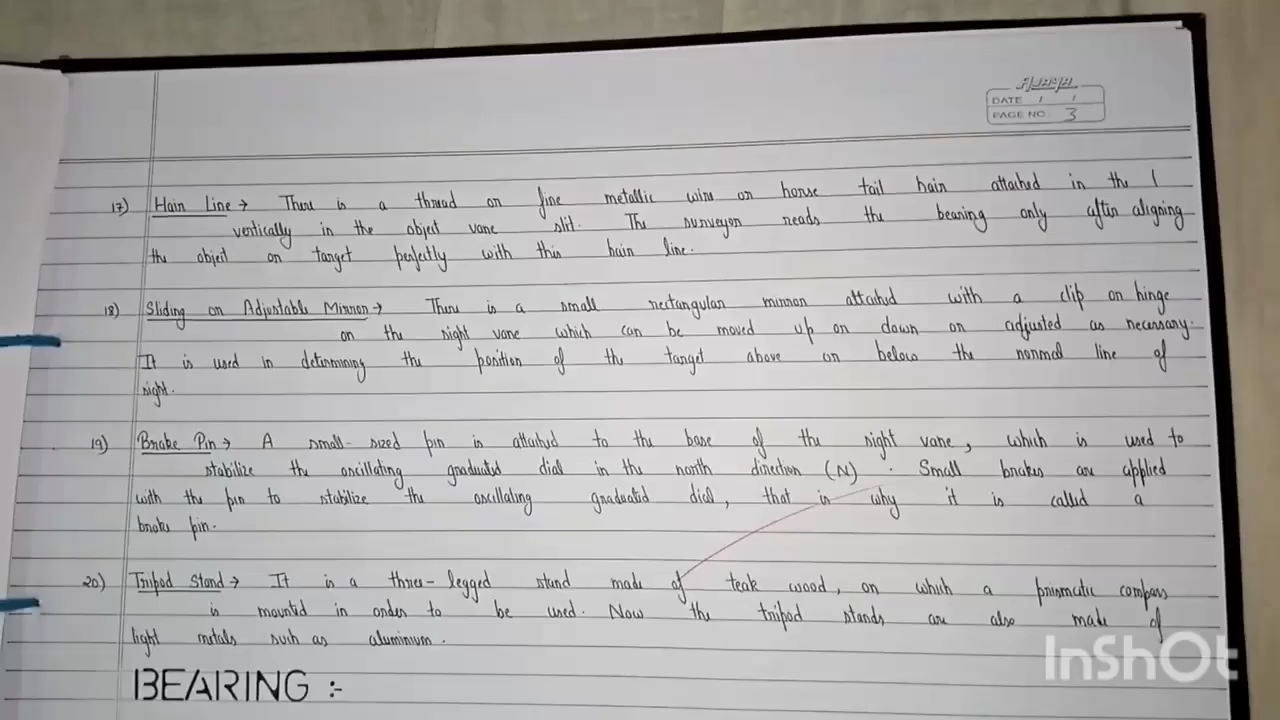 Ajaya
DATE / /
PAGE NO. 3
17) Hair Line → There is a thread or fine metallic wire or horse tail hair attached in the
vertically in the object vane slit. The surveyor reads the bearing only after aligning
the object or target perfectly with this hair line.
18) Sliding or Adjustable Mirror → There is a small rectangular mirror attached with a clip or hinge
on the sight vane which can be moved up or down or adjusted as necessary.
It is used in determining the position of the target above or below the normal line of
sight.
19) Brake Pin → A small-sized pin is attached to the base of the sight vane, which is used to
stabilize the oscillating graduated dial in the north direction (N). Small brakes are applied
with the pin to stabilize the oscillating graduated dial, that is why it is called a
brake pin.
20) Tripod Stand → It is a three-legged stand made of teak wood, on which a prismatic compass
is mounted in order to be used. Now the tripod stands are also made of
light metals such as aluminum.
BEARING :-
InShOt